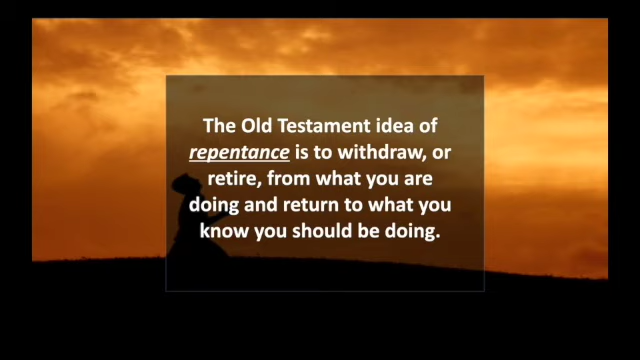 The Old Testament idea of
repentance is to withdraw, or
retire, from what you are
doing and return to what you
know you should be doing.